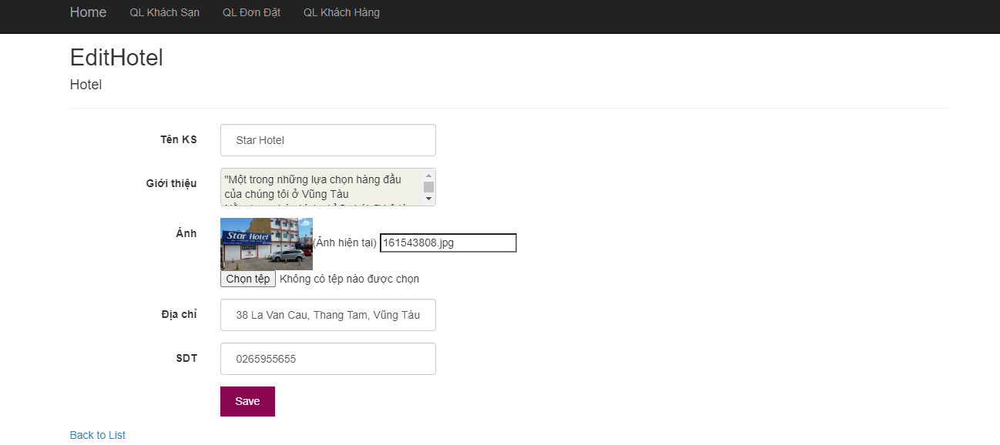 Home QL Khách Sạn QL Đơn Đặt QL Khách Hàng
EditHotel
Hotel
Tên KS Star Hotel
Giới thiệu "Một trong những lựa chọn hàng đầu
của chúng tôi ở Vũng Tàu
Ảnh Star Hotel (Ảnh hiện tại) 161543808.jpg
Chọn tệp Không có tệp nào được chọn
Địa chỉ 38 La Van Cau, Thang Tam, Vũng Tàu
SDT 0265955655
Save
Back to List